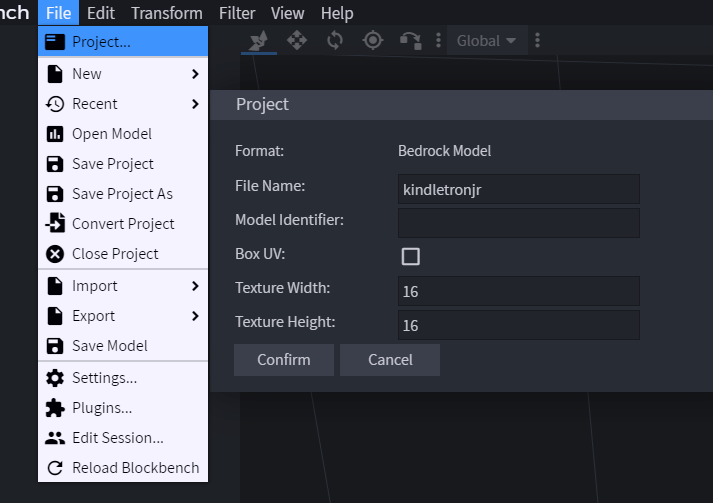 nch File Edit Transform Filter View Help
Project...
New
Recent
Open Model
Save Project
Save Project As
Convert Project
Close Project
Import
Export
Save Model
Settings...
Plugins...
Edit Session...
Reload Blockbench
Global
Project
Format: Bedrock Model
File Name: kindletronjr
Model Identifier:
Box UV:
Texture Width: 16
Texture Height: 16
Confirm Cancel